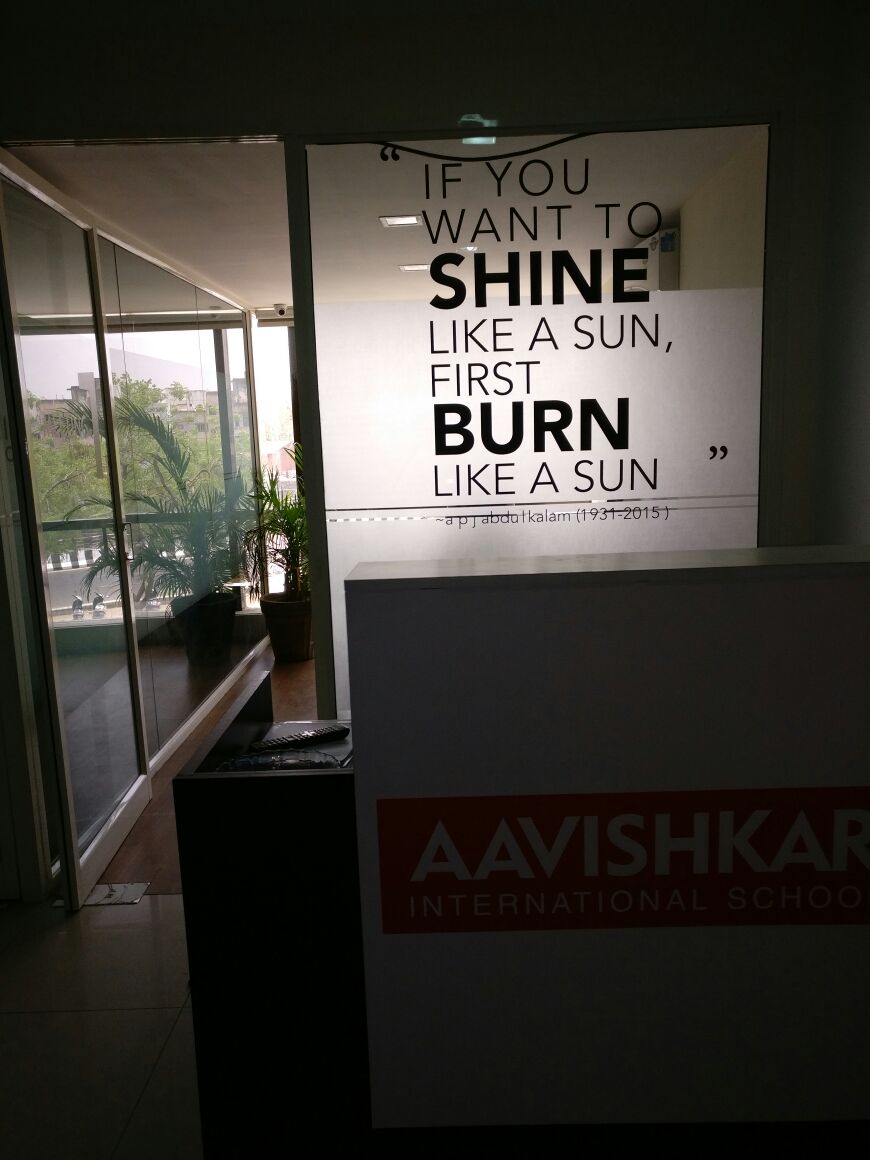 “ IF YOU
WANT TO
SHINE
LIKE A SUN,
FIRST
BURN
LIKE A SUN ”
~a p j abdul kalam (1931-2015)
AAVISHKAR
INTERNATIONAL SCHOO